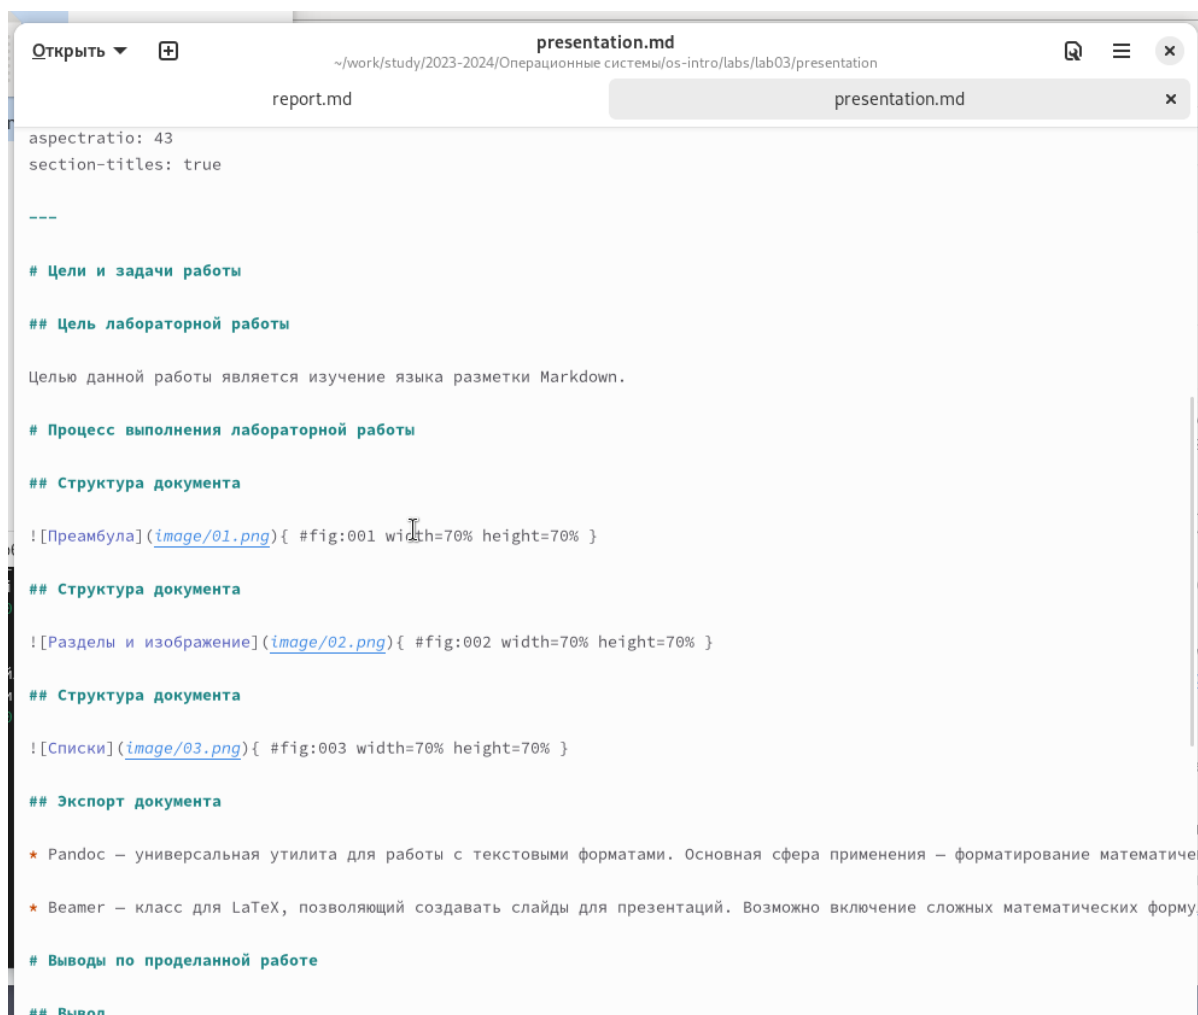 Открыть
presentation.md
~/work/study/2023-2024/Операционные системы/os-intro/labs/lab03/presentation
report.md
presentation.md
aspectratio: 43
section-titles: true
---
# Цели и задачи работы
## Цель лабораторной работы
Целью данной работы является изучение языка разметки Markdown.
# Процесс выполнения лабораторной работы
## Структура документа
![Преамбула](image/01.png){ #fig:001 width=70% height=70% }
## Структура документа
![Разделы и изображение](image/02.png){ #fig:002 width=70% height=70% }
## Структура документа
![Списки](image/03.png){ #fig:003 width=70% height=70% }
## Экспорт документа
* Pandoc — универсальная утилита для работы с текстовыми форматами. Основная сфера применения — форматирование математиче
* Beamer — класс для LaTeX, позволяющий создавать слайды для презентаций. Возможно включение сложных математических форму
# Выводы по проделанной работе
## Вывод